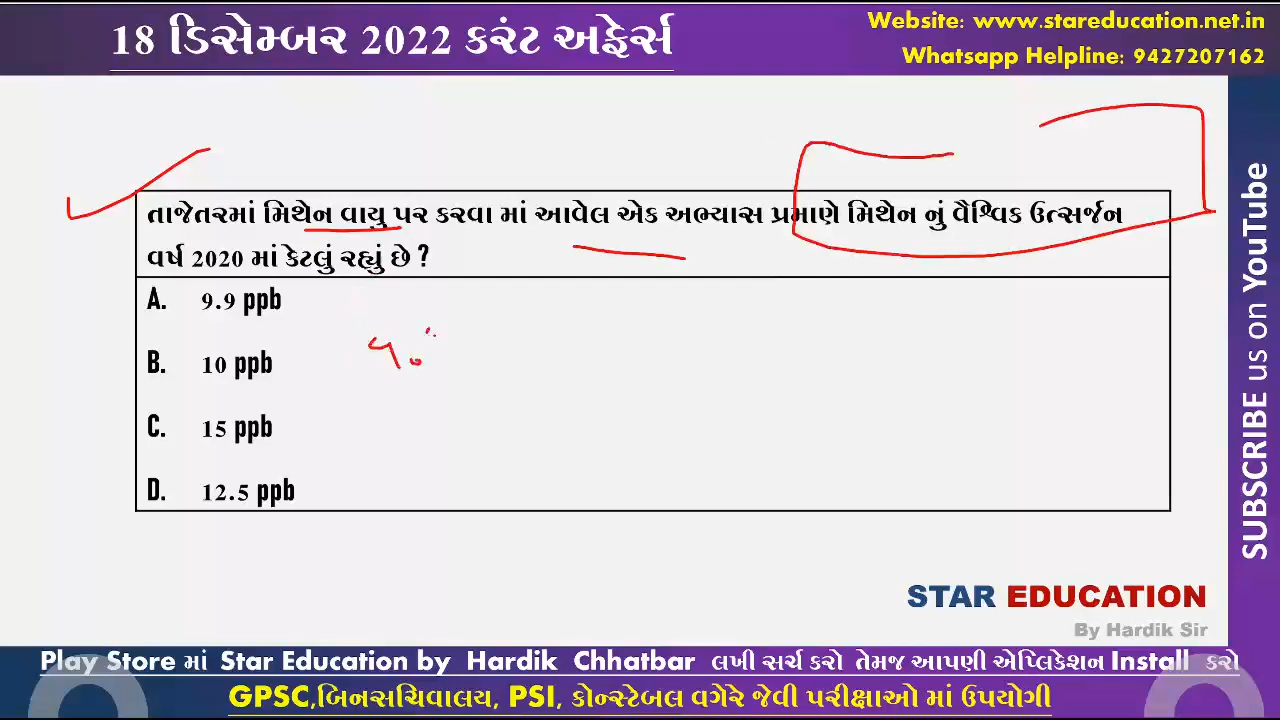 18 ડિસેમ્બર 2022 કરંટ અફેર્સ
Website: www.stareducation.net.in
Whatsapp Helpline: 9427207162
તાજેતરમાં મિથેન વાયુ પર કરવા માં આવેલ એક અભ્યાસ પ્રમાણે મિથેન નું વૈશ્વિક ઉત્સર્જન
વર્ષ 2020 માં કેટલું રહ્યું છે ?
A. 9.9 ppb
B. 10 ppb
C. 15 ppb
D. 12.5 ppb
SUBSCRIBE us on YouTube
STAR EDUCATION
By Hardik Sir
Play Store માં Star Education by Hardik Chhatbar લખી સર્ચ કરો તેમજ આપણી એપ્લિકેશન Install કરો
GPSC,બિનસચિવાલય, PSI, કોન્સ્ટેબલ વગેરે જેવી પરીક્ષાઓ માં ઉપયોગી